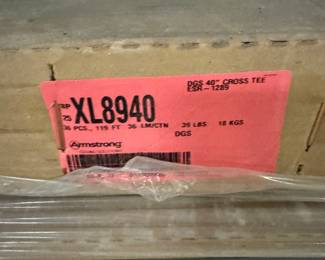 DGS 40" CROSS TEE
ESR-1289
XL8940
36 PCS., 119 FT 36 LM/CTN 39 LBS. 18 KGS
DGS
Armstrong